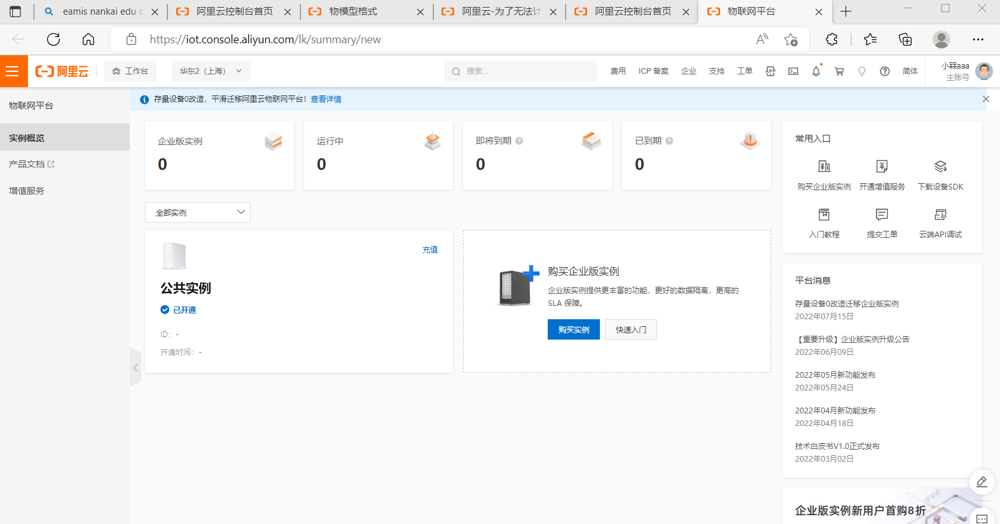 eamis nankai edu c
阿里云控制台首页
物模型格式
阿里云-为了无法计
阿里云控制台首页
物联网平台
https://iot.console.aliyun.com/lk/summary/new
阿里云
工作台
华东2（上海）
搜索...
费用
ICP 备案
企业
支持
工单
简体
小槑aaa
主账号
物联网平台
实例概览
产品文档
增值服务
存量设备0改造，平滑迁移阿里云物联网平台！查看详情
企业版实例
0
运行中
0
即将到期
0
已到期
0
全部实例
公共实例
充值
已开通
ID： -
开通时间： -
购买企业版实例
企业版实例提供更丰富的功能，更好的数据隔离，更高的
SLA 保障。
购买实例
快速入门
常用入口
购买企业版实例
开通增值服务
下载设备SDK
入门教程
提交工单
云端API调试
平台消息
存量设备0改造迁移企业版实例
2022年07月15日
【重要升级】企业版实例升级公告
2022年06月09日
2022年05月新功能发布
2022年05月24日
2022年04月新功能发布
2022年04月18日
技术白皮书V1.0正式发布
2022年03月02日
企业版实例新用户首购8折